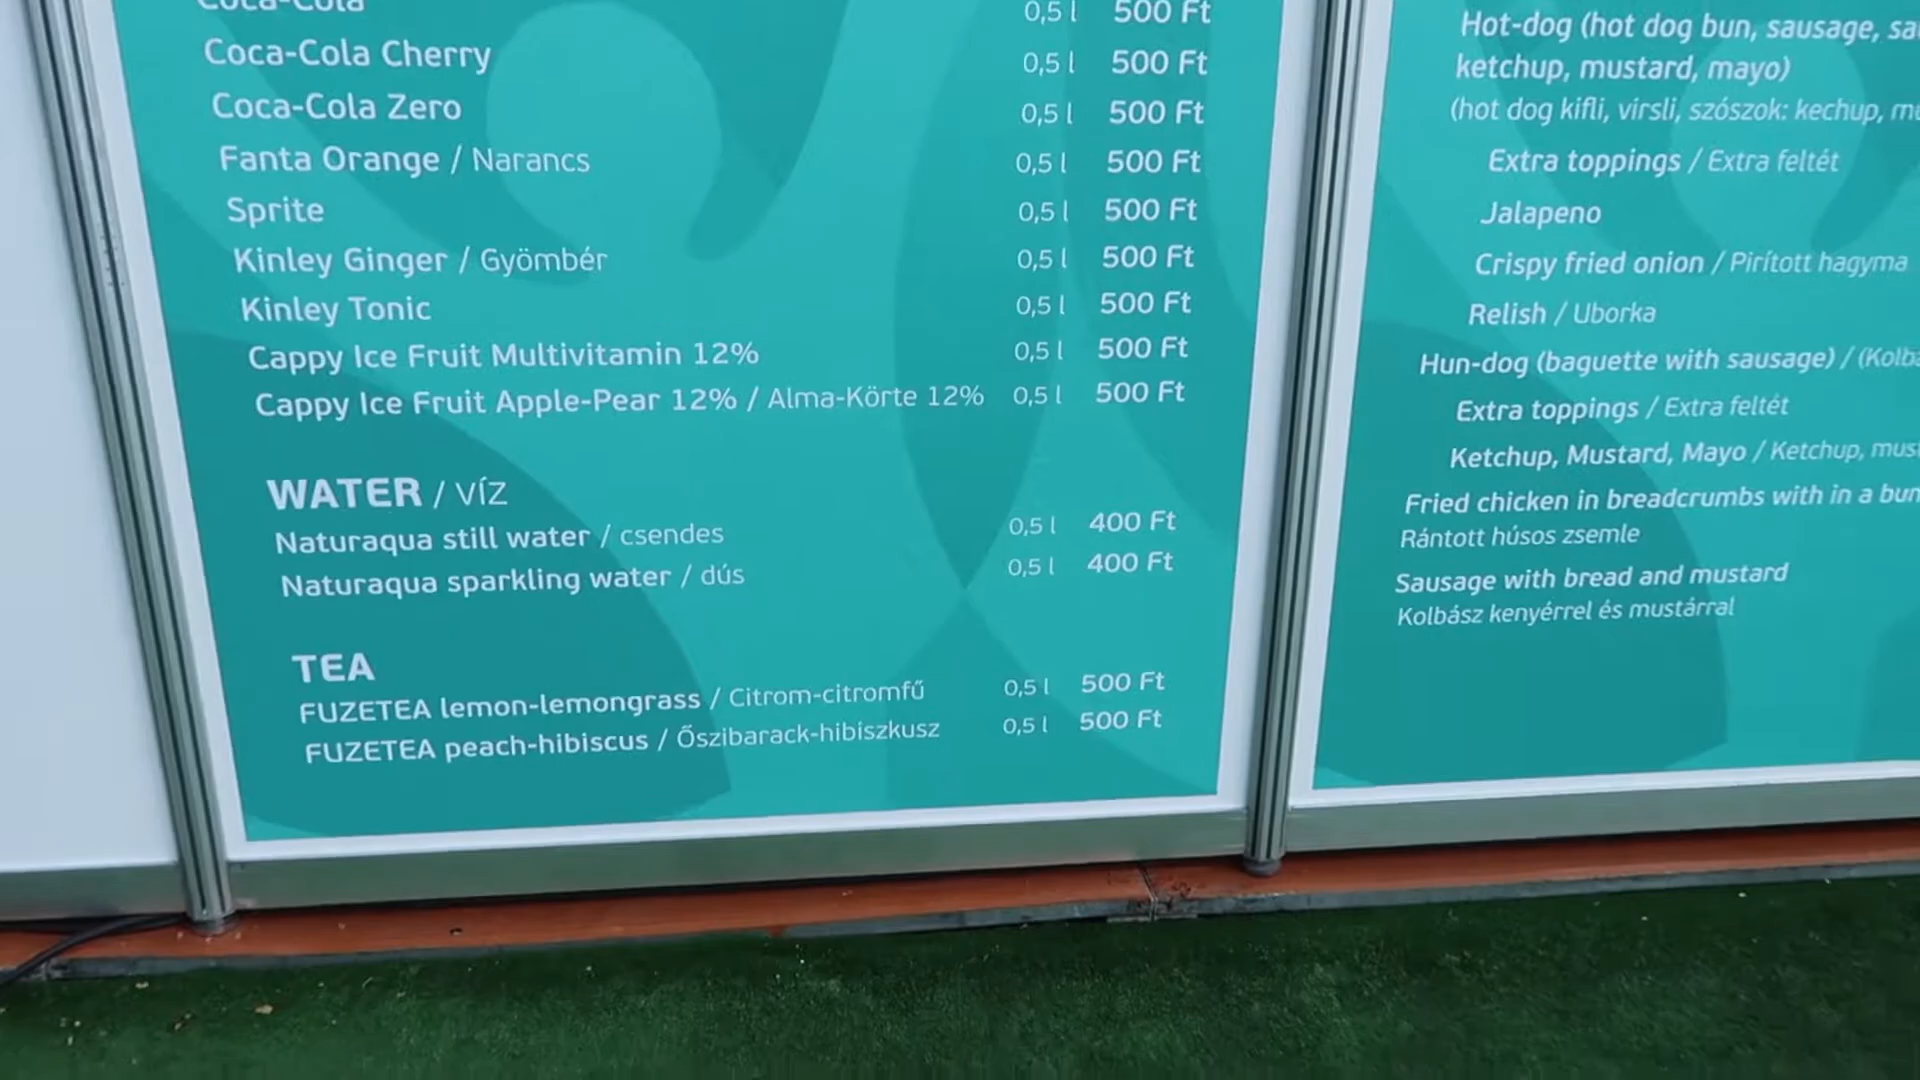 Coca-Cola 0,5 l 500 Ft
Coca-Cola Cherry 0,5 l 500 Ft
Coca-Cola Zero 0,5 l 500 Ft
Fanta Orange / Narancs 0,5 l 500 Ft
Sprite 0,5 l 500 Ft
Kinley Ginger / Gyömbér 0,5 l 500 Ft
Kinley Tonic 0,5 l 500 Ft
Cappy Ice Fruit Multivitamin 12% 0,5 l 500 Ft
Cappy Ice Fruit Apple-Pear 12% / Alma-Körte 12% 0,5 l 500 Ft
WATER / VÍZ
Naturaqua still water / csendes 0,5 l 400 Ft
Naturaqua sparkling water / dús 0,5 l 400 Ft
TEA
FUZETEA lemon-lemongrass / Citrom-citromfű 0,5 l 500 Ft
FUZETEA peach-hibiscus / Őszibarack-hibiszkusz 0,5 l 500 Ft
Hot-dog (hot dog bun, sausage,
ketchup, mustard, mayo)
(hot dog kifli, virsli, szószok: kechup,
Extra toppings / Extra feltét
Jalapeno
Crispy fried onion / Pirított hagyma
Relish / Uborka
Hun-dog (baguette with sausage) /
Extra toppings / Extra feltét
Ketchup, Mustard, Mayo / Ketchup,
Fried chicken in breadcrumbs with in a bun
Rántott húsos zsemle
Sausage with bread and mustard
Kolbász kenyérrel és mustárral